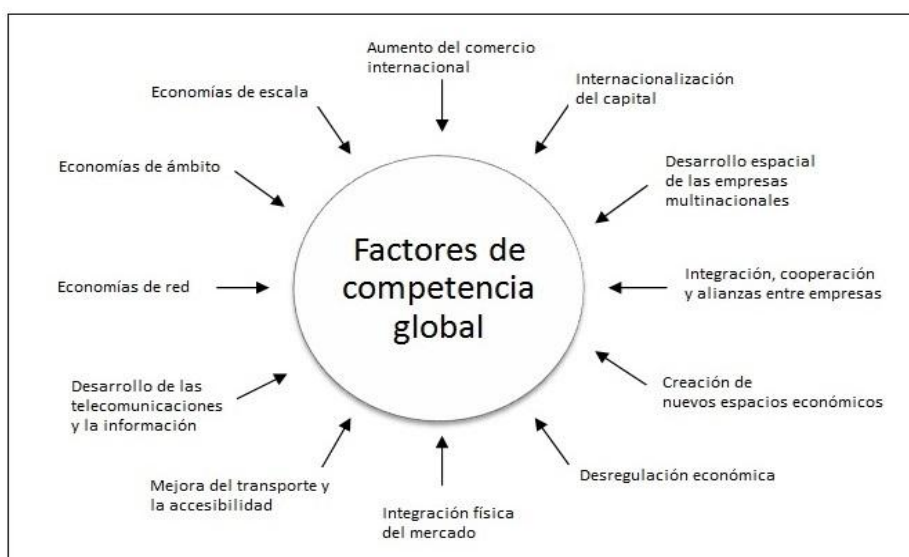 Aumento del comercio
internacional
Internacionalización
del capital
Desarrollo espacial
de las empresas
multinacionales
Integración, cooperación
y alianzas entre empresas
Creación de
nuevos espacios económicos
Desregulación económica
Integración física
del mercado
Mejora del transporte y
la accesibilidad
Desarrollo de las
telecomunicaciones
y la información
Economías de red
Economías de ámbito
Economías de escala
Factores de
competencia
global